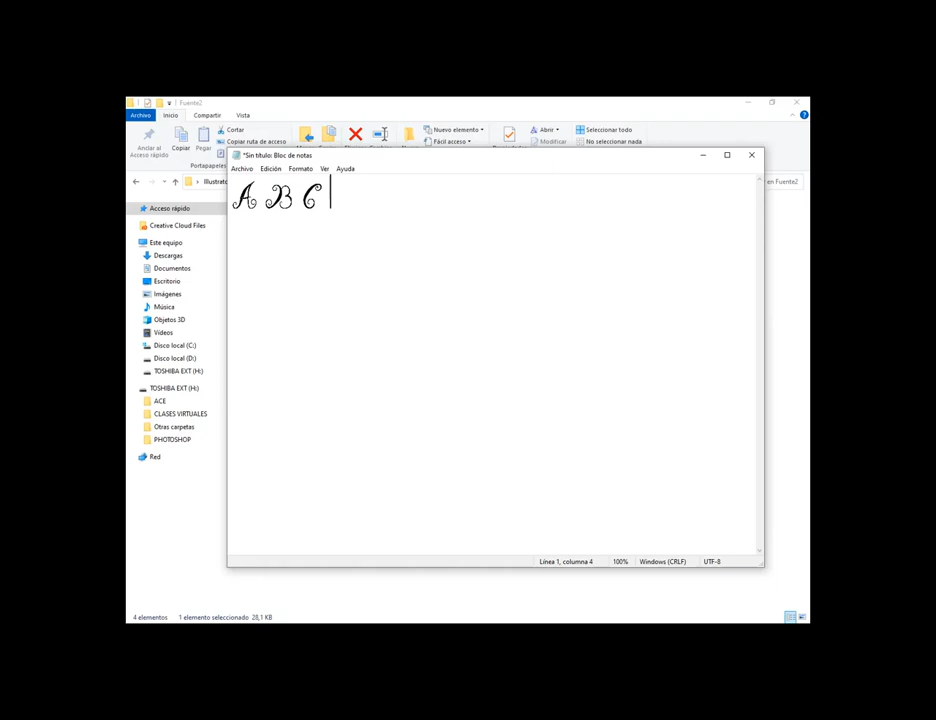 Fuente2
Archivo Inicio Compartir Vista
Anclar al Acceso rápido
Copiar
Pegar
Cortar
Copiar ruta de acceso
Portapapeles
Nuevo elemento
Fácil acceso
Abrir
Modificar
Seleccionar todo
No seleccionar nada
Illustrato
en Fuente2
*Sin título: Bloc de notas
Archivo Edición Formato Ver Ayuda
A B C
Acceso rápido
Creative Cloud Files
Este equipo
Descargas
Documentos
Escritorio
Imágenes
Música
Objetos 3D
Vídeos
Disco local (C:)
Disco local (D:)
TOSHIBA EXT (H:)
TOSHIBA EXT (H:)
ACE
CLASES VIRTUALES
Otras carpetas
PHOTOSHOP
Red
Línea 1, columna 4 100% Windows (CRLF) UTF-8
4 elementos 1 elemento seleccionado 28,1 KB